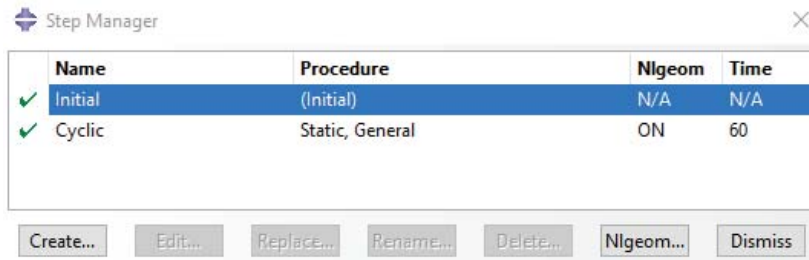 Step Manager
Name Procedure Nlgeom Time
Initial (Initial) N/A N/A
Cyclic Static, General ON 60
Create... Edit... Replace... Rename... Delete... Nlgeom... Dismiss